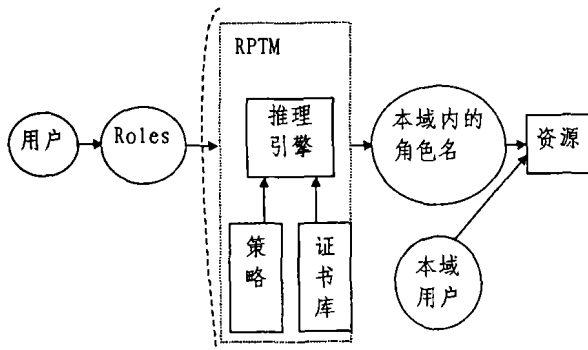 RPTM
用户
Roles
推理
引擎
本域内的
角色名
资源
策
略
证
书
库
本域
用户